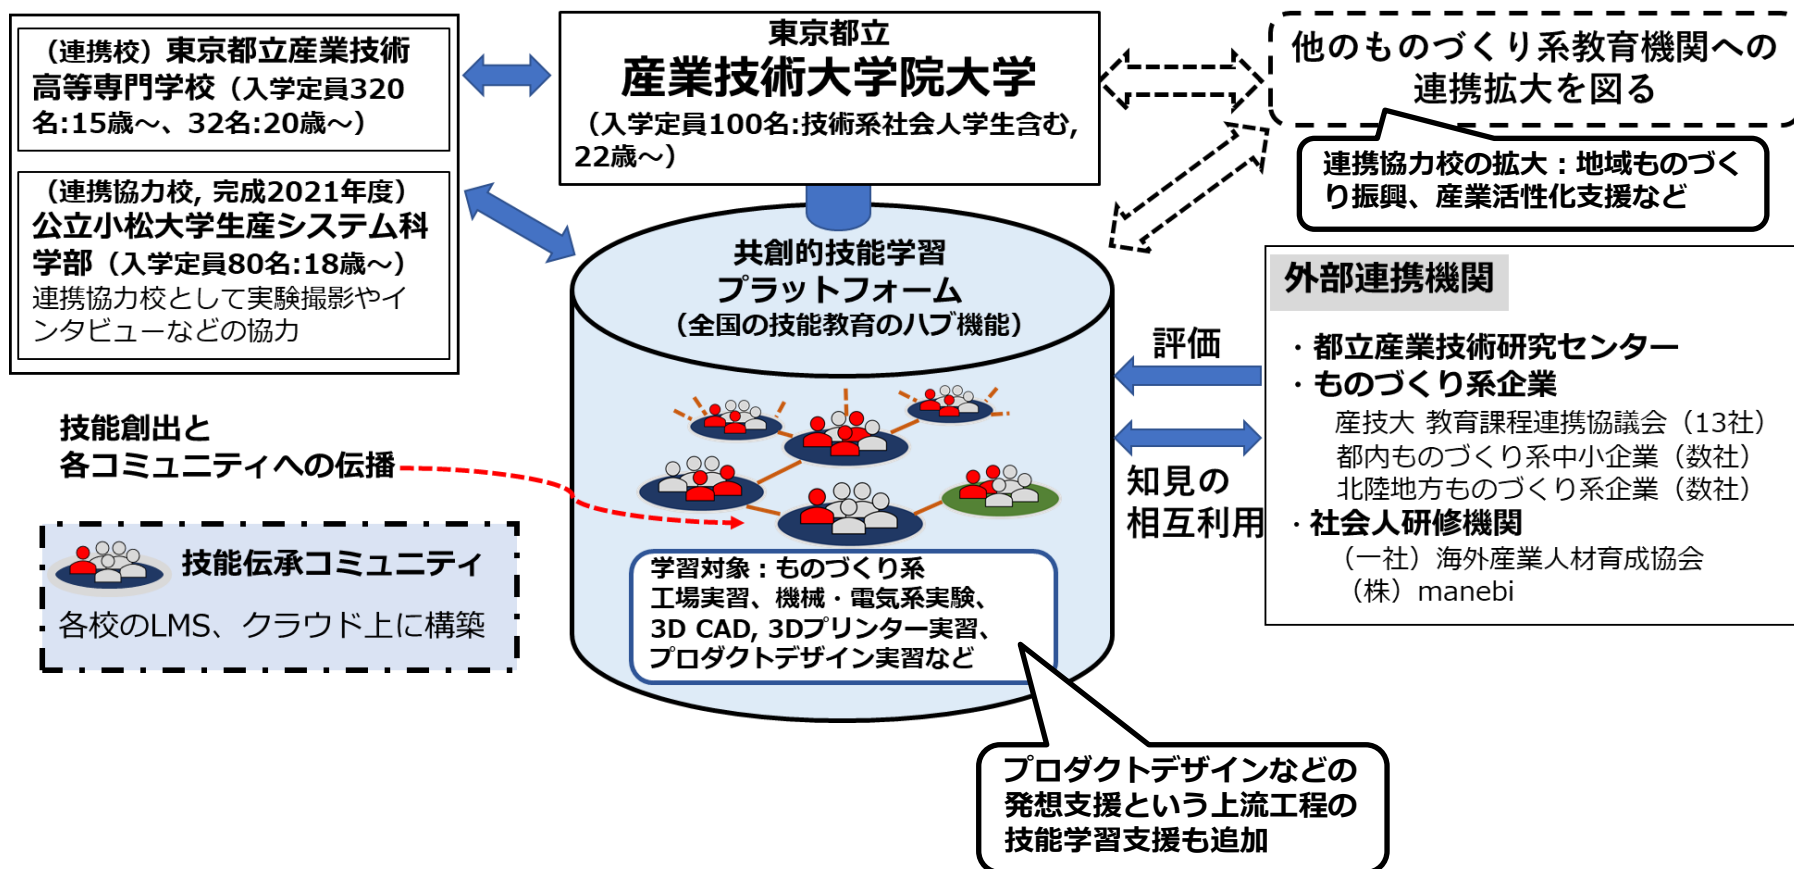 （連携校）東京都立産業技術
高等専門学校（入学定員320
名:15歳～、32名:20歳～）
（連携協力校, 完成2021年度）
公立小松大学生産システム科
学部（入学定員80名:18歳～）
連携協力校として実験撮影やイ
ンタビューなどの協力
東京都立
産業技術大学院大学
（入学定員100名:技術系社会人学生含む,
22歳～）
他のものづくり系教育機関への
連携拡大を図る
連携協力校の拡大：地域ものづく
り振興、産業活性化支援など
共創的技能学習
プラットフォーム
（全国の技能教育のハブ機能）
評価
知見の
相互利用
外部連携機関
・都立産業技術研究センター
・ものづくり系企業
産技大 教育課程連携協議会（13社）
都内ものづくり系中小企業（数社）
北陸地方ものづくり系企業（数社）
・社会人研修機関
（一社）海外産業人材育成協会
（株）manebi
技能創出と
各コミュニティへの伝播
技能伝承コミュニティ
各校のLMS、クラウド上に構築
学習対象：ものづくり系
工場実習、機械・電気系実験、
3D CAD, 3Dプリンター実習、
プロダクトデザイン実習など
プロダクトデザインなどの
発想支援という上流工程の
技能学習支援も追加